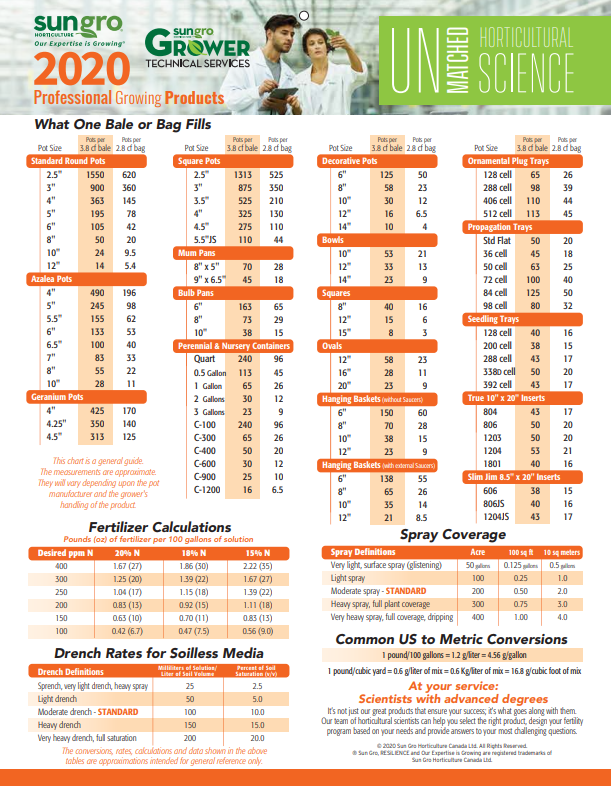 sungro®
HORTICULTURE
Our Expertise is Growing®
sungro
HORTICULTURE
GROWER
TECHNICAL SERVICES
2020
Professional Growing Products
UNMATCHED
HORTICULTURAL
SCIENCE
What One Bale or Bag Fills
Pot Size Pots per 3.8 cf bale Pots per 2.8 cf bag
Standard Round Pots
2.5" 1550 620
3" 900 360
4" 363 145
5" 195 78
6" 105 42
8" 50 20
10" 24 9.5
12" 14 5.4
Azalea Pots
4" 490 196
5" 245 98
5.5" 155 62
6" 133 53
6.5" 100 40
7" 83 33
8" 55 22
10" 28 11
Geranium Pots
4" 425 170
4.25" 350 140
4.5" 313 125
This chart is a general guide.
The measurements are approximate.
They will vary depending upon the pot
manufacturer and the grower's
handling of the product.
Pot Size Pots per 3.8 cf bale Pots per 2.8 cf bag
Square Pots
2.5" 1313 525
3" 875 350
3.5" 525 210
4" 325 130
4.5" 275 110
5.5"JS 110 44
Mum Pans
8" x 5" 70 28
9" x 6.5" 45 18
Bulb Pans
6" 163 65
8" 73 29
10" 38 15
Perennial & Nursery Containers
Quart 240 96
0.5 Gallon 113 45
1 Gallon 65 26
2 Gallons 30 12
3 Gallons 23 9
C-100 240 96
C-300 65 26
C-400 50 20
C-600 30 12
C-900 25 10
C-1200 16 6.5
Pot Size Pots per 3.8 cf bale Pots per 2.8 cf bag
Decorative Pots
6" 125 50
8" 58 23
10" 30 12
12" 16 6.5
14" 10 4
Bowls
10" 53 21
12" 33 13
14" 23 9
Squares
8" 40 16
12" 15 6
15" 8 3
Ovals
12" 58 23
16" 28 11
20" 23 9
Hanging Baskets (without Saucers)
6" 150 60
8" 70 28
10" 38 15
12" 23 9
Hanging Baskets (with external Saucers)
6" 138 55
8" 65 26
10" 35 14
12" 21 8.5
Pot Size Pots per 3.8 cf bale Pots per 2.8 cf bag
Ornamental Plug Trays
128 cell 65 26
288 cell 98 39
406 cell 110 44
512 cell 113 45
Propagation Trays
Std Flat 50 20
36 cell 45 18
50 cell 63 25
72 cell 100 40
84 cell 125 50
98 cell 80 32
Seedling Trays
128 cell 40 16
200 cell 38 15
288 cell 43 17
338D cell 50 20
392 cell 43 17
True 10" x 20" Inserts
804 43 17
806 50 20
1203 50 20
1204 53 21
1801 40 16
Slim Jim 8.5" x 20" Inserts
606 38 15
806JS 40 16
1204JS 43 17
Fertilizer Calculations
Pounds (oz) of fertilizer per 100 gallons of solution
Desired ppm N 20% N 18% N 15% N
400 1.67 (27) 1.86 (30) 2.22 (35)
300 1.25 (20) 1.39 (22) 1.67 (27)
250 1.04 (17) 1.15 (18) 1.39 (22)
200 0.83 (13) 0.92 (15) 1.11 (18)
150 0.63 (10) 0.70 (11) 0.83 (13)
100 0.42 (6.7) 0.47 (7.5) 0.56 (9.0)
Drench Rates for Soilless Media
Drench Definitions Milliliters of Solution/ Liter of Soil Volume Percent of Soil Saturation (v/v)
Sprench, very light drench, heavy spray 25 2.5
Light drench 50 5.0
Moderate drench - STANDARD 100 10.0
Heavy drench 150 15.0
Very heavy drench, full saturation 200 20.0
The conversions, rates, calculations and data shown in the above
tables are approximations intended for general reference only.
Spray Coverage
Spray Definitions Acre 100 sq ft 10 sq meters
Very light, surface spray (glistening) 50 gallons 0.125 gallons 0.5 gallons
Light spray 100 0.25 1.0
Moderate spray - STANDARD 200 0.50 2.0
Heavy spray, full plant coverage 300 0.75 3.0
Very heavy spray, full coverage, dripping 400 1.00 4.0
Common US to Metric Conversions
1 pound/100 gallons = 1.2 g/liter = 4.56 g/gallon
1 pound/cubic yard = 0.6 g/liter of mix = 0.6 Kg/liter of mix = 16.8 g/cubic foot of mix
At your service:
Scientists with advanced degrees
It's not just our great products that ensure your success; it's what goes along with them.
Our team of horticultural scientists can help you select the right product, design your fertility
program based on your needs and provide answers to your most challenging questions.
© 2020 Sun Gro Horticulture Canada Ltd. All Rights Reserved.
® Sun Gro, RESILIENCE and Our Expertise is Growing are registered trademarks of
Sun Gro Horticulture Canada Ltd.